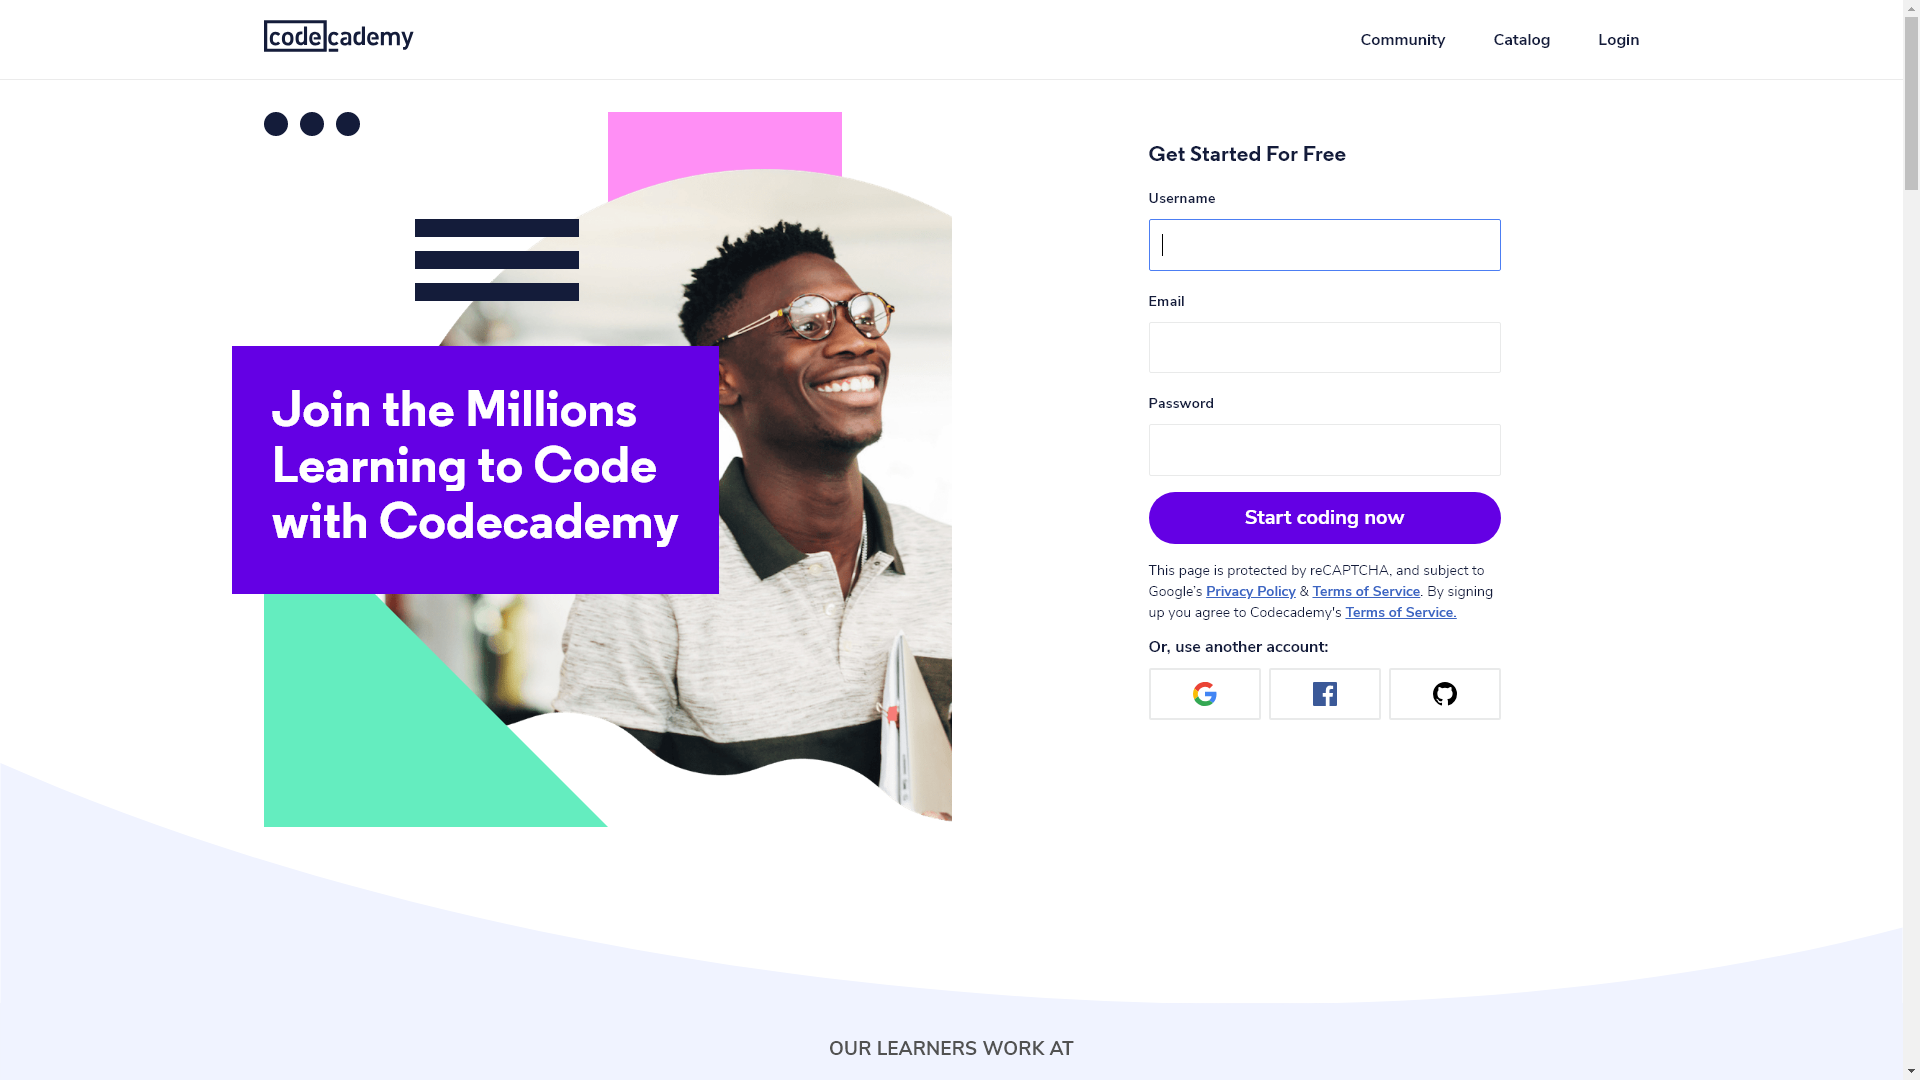 codecademy
Community
Catalog
Login
Join the Millions
Learning to Code
with Codecademy
Get Started For Free
Username
Email
Password
Start coding now
This page is protected by reCAPTCHA, and subject to
Google’s Privacy Policy & Terms of Service. By signing
up you agree to Codecademy's Terms of Service.
Or, use another account:
OUR LEARNERS WORK AT